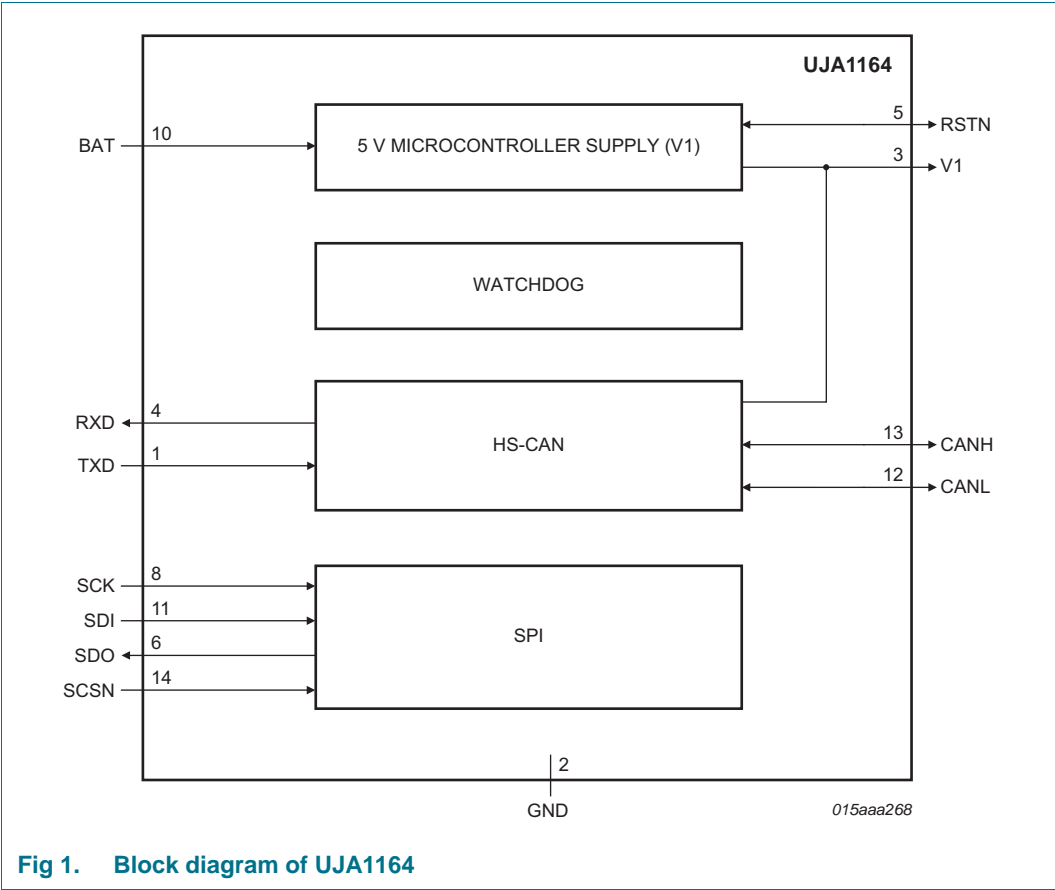 UJA1164
BAT
10
5 V MICROCONTROLLER SUPPLY (V1)
5
RSTN
3
V1
WATCHDOG
RXD
4
TXD
1
HS-CAN
13
CANH
12
CANL
SCK
8
SDI
11
SDO
6
SCSN
14
SPI
2
GND
015aaa268
Fig 1. Block diagram of UJA1164